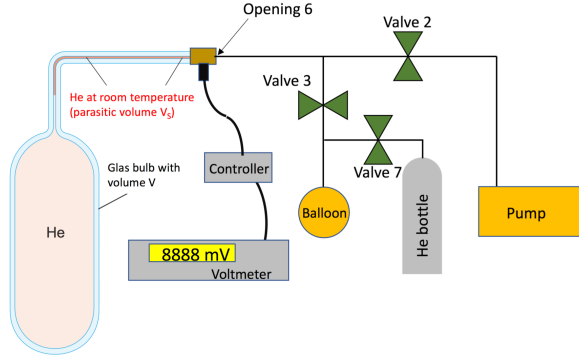 Opening 6
Valve 2
He at room temperature
(parasitic volume VS)
Valve 3
Glas bulb with
volume V
Controller
Valve 7
He
Balloon
He bottle
Pump
8888 mV
Voltmeter